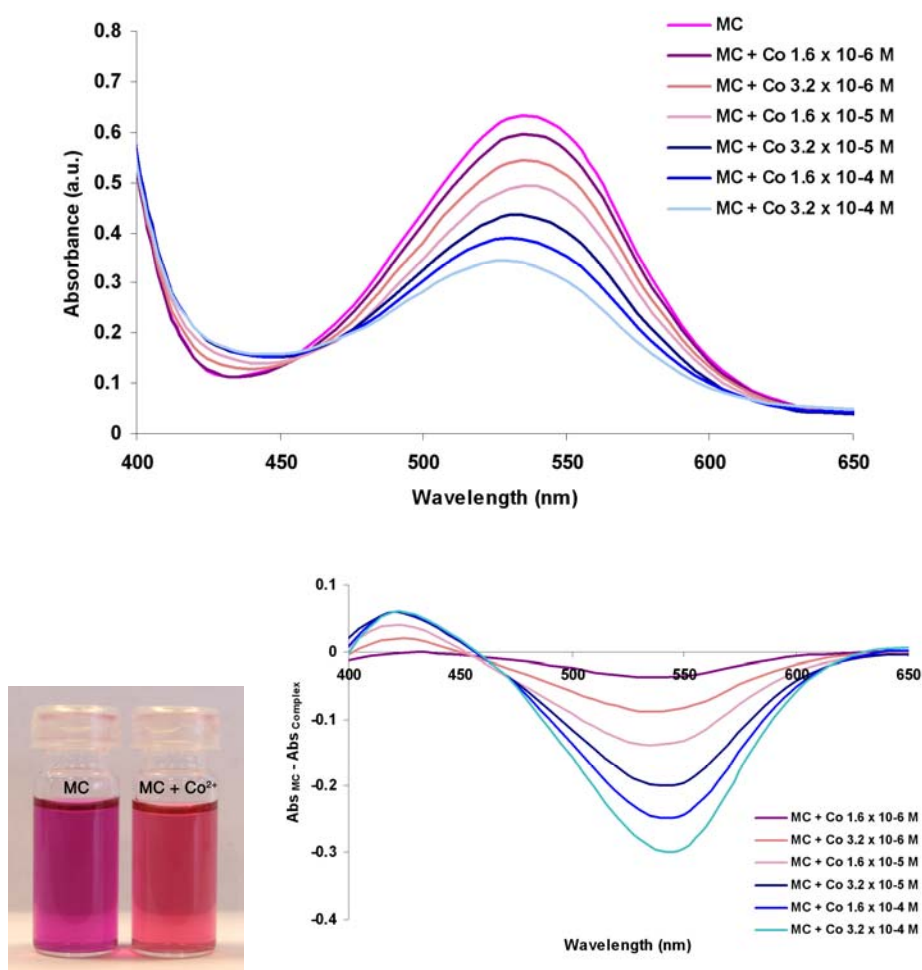 0.8
0.7
0.6
0.5
0.4
0.3
0.2
0.1
0
Absorbance (a.u.)
400 450 500 550 600 650
Wavelength (nm)
MC
MC + Co 1.6 x 10-6 M
MC + Co 3.2 x 10-6 M
MC + Co 1.6 x 10-5 M
MC + Co 3.2 x 10-5 M
MC + Co 1.6 x 10-4 M
MC + Co 3.2 x 10-4 M
MC
MC + Co²⁺
0.1
0
-0.1
-0.2
-0.3
-0.4
Abs MC - Abs Complex
400 450 500 550 600 650
MC + Co 1.6 x 10-6 M
MC + Co 3.2 x 10-6 M
MC + Co 1.6 x 10-5 M
MC + Co 3.2 x 10-5 M
MC + Co 1.6 x 10-4 M
MC + Co 3.2 x 10-4 M
Wavelength (nm)